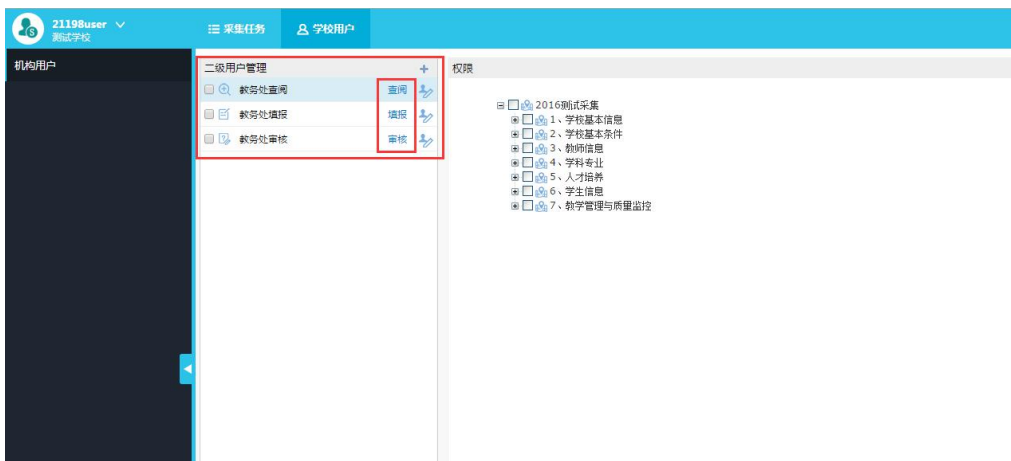 21198user
测试学校
采集任务
学校用户
机构用户
二级用户管理 +
权限
教务处查阅 查阅
教务处填报 填报
教务处审核 审核
2016测试采集
1、学校基本信息
2、学校基本条件
3、教师信息
4、学科专业
5、人才培养
6、学生信息
7、教学管理与质量监控